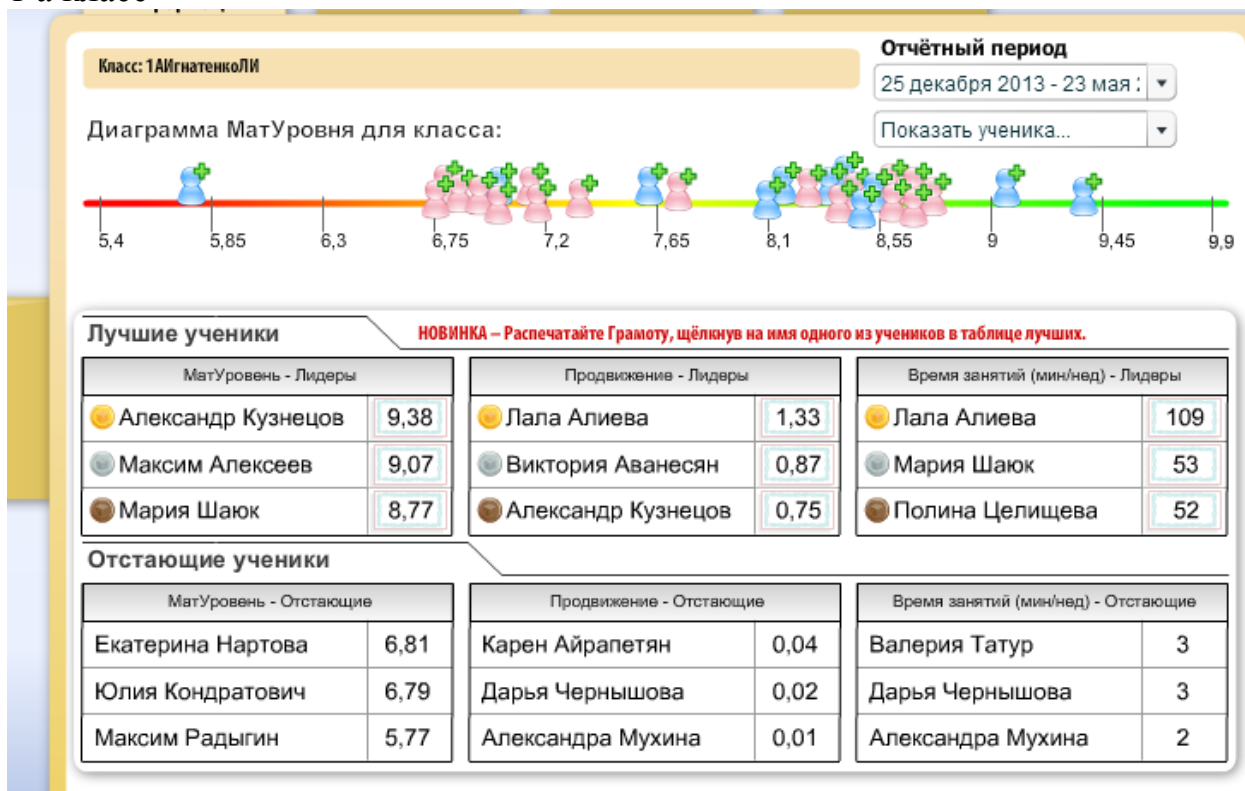 Класс: 1АИгнатенкоЛИ
Отчётный период
25 декабря 2013 - 23 мая
Диаграмма МатУровня для класса:
Показать ученика...
5,4 5,85 6,3 6,75 7,2 7,65 8,1 8,55 9 9,45 9,9
Лучшие ученики
НОВИНКА – Распечатайте Грамоту, щёлкнув на имя одного из учеников в таблице лучших.
МатУровень - Лидеры Продвижение - Лидеры Время занятий (мин/нед) - Лидеры
Александр Кузнецов 9,38 Лала Алиева 1,33 Лала Алиева 109
Максим Алексеев 9,07 Виктория Аванесян 0,87 Мария Шаюк 53
Мария Шаюк 8,77 Александр Кузнецов 0,75 Полина Целищева 52
Отстающие ученики
МатУровень - Отстающие Продвижение - Отстающие Время занятий (мин/нед) - Отстающие
Екатерина Нартова 6,81 Карен Айрапетян 0,04 Валерия Татур 3
Юлия Кондратович 6,79 Дарья Чернышова 0,02 Дарья Чернышова 3
Максим Радыгин 5,77 Александра Мухина 0,01 Александра Мухина 2